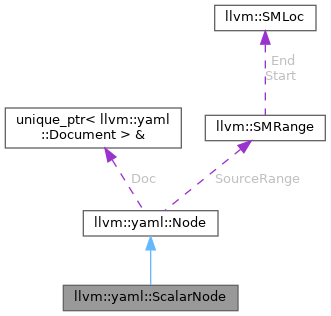 llvm::SMLoc
End
Start
unique_ptr< llvm::yaml
::Document > &
llvm::SMRange
Doc
SourceRange
llvm::yaml::Node
llvm::yaml::ScalarNode